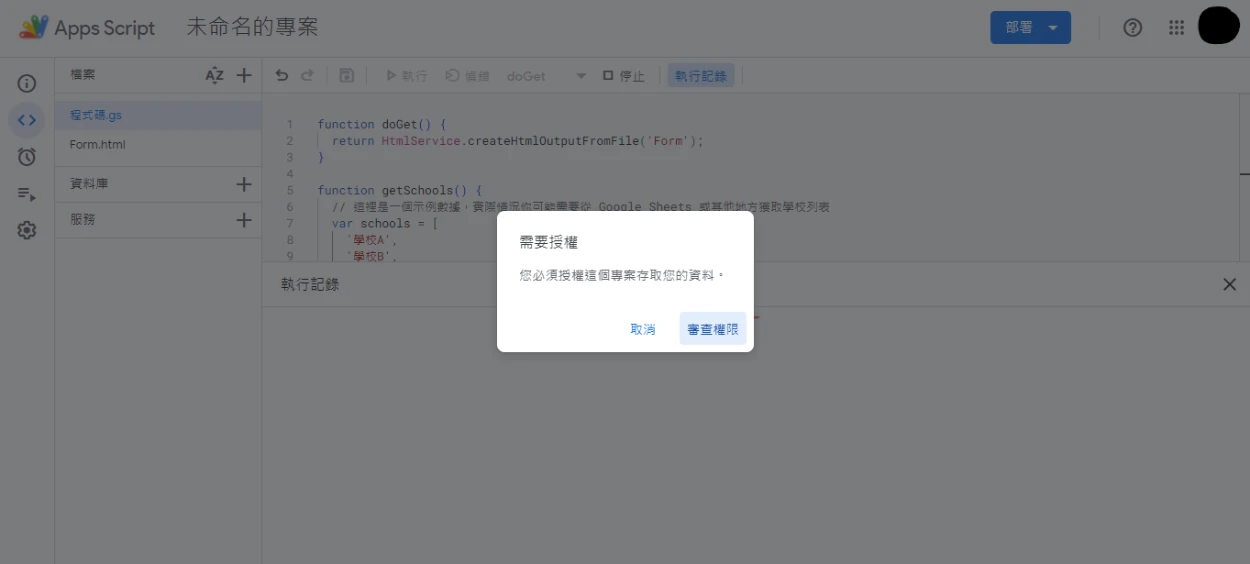 Apps Script 未命名的專案 部署
檔案 AZ
執行 偵錯 doGet 停止 執行記錄
程式碼.gs
Form.html
資料庫
服務
1 function doGet() {
2 return HtmlService.createHtmlOutputFromFile('Form');
3 }
4
5 function getSchools() {
6 // 這裡是一個示例數據，實際情況你可能需要從 Google Sheets 或其他地方獲取學校列表
7 var schools = [
8 '學校A',
9 '學校B',
需要授權
您必須授權這個專案存取您的資料。
取消 審查權限
執行記錄